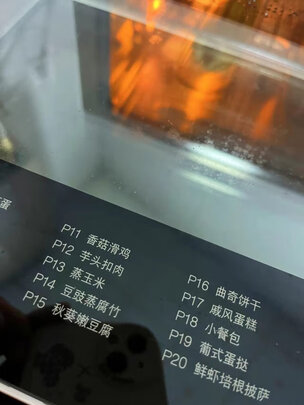 蛋
P11 香菇滑鸡
P12 芋头扣肉
P13 蒸玉米
P14 豆豉蒸腐竹
P15 秋葵嫩豆腐
P16 曲奇饼干
P17 戚风蛋糕
P18 小餐包
P19 葡式蛋挞
P20 鲜虾培根披萨